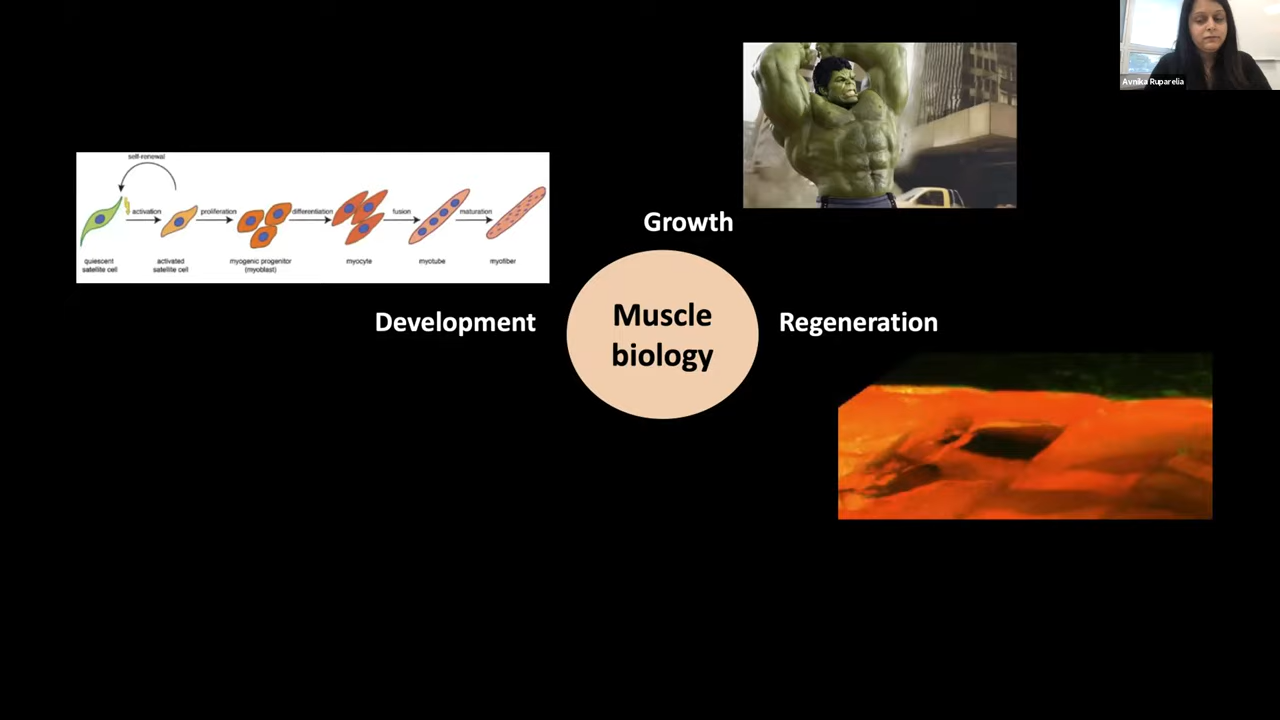 Avnika Ruparelia
self-renewal
activation
proliferation
differentiation
fusion
maturation
quiescent
satellite cell
activated
satellite cell
myogenic progenitor
(myoblast)
myocyte
myotube
myofiber
Growth
Development
Muscle
biology
Regeneration